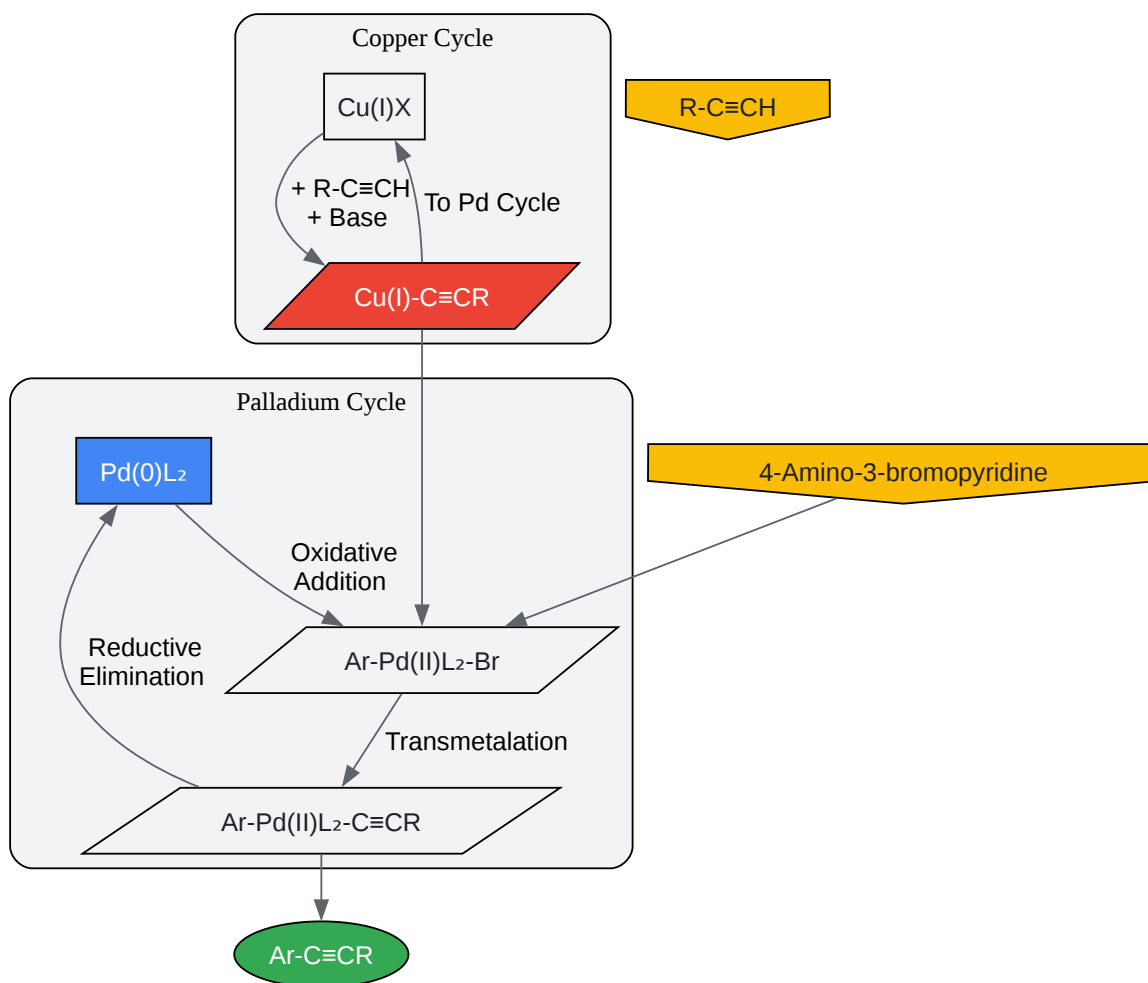 Copper Cycle
Cu(I)X
R-C≡CH
+ R-C≡CH
+ Base
To Pd Cycle
Cu(I)-C≡CR
Palladium Cycle
Pd(0)L₂
4-Amino-3-bromopyridine
Oxidative
Addition
Reductive
Elimination
Ar-Pd(II)L₂-Br
Transmetalation
Ar-Pd(II)L₂-C≡CR
Ar-C≡CR